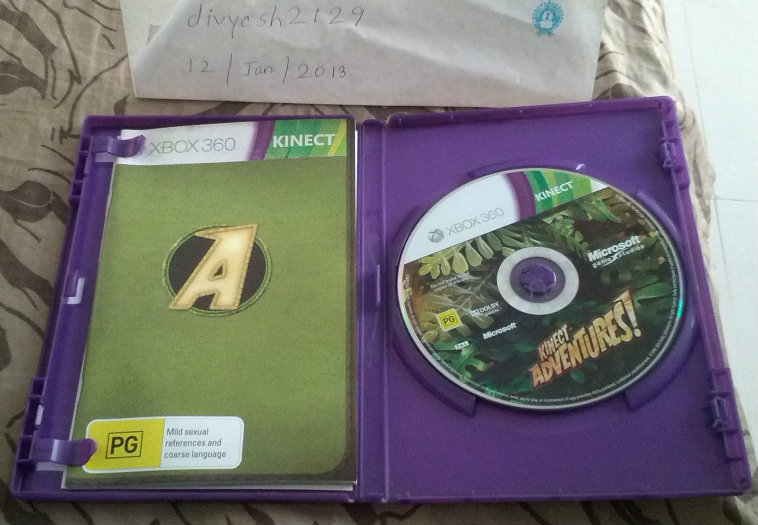 divyesh2129
12 / Jan / 2013
XBOX 360
KINECT
A
PG
Mild sexual
references and
coarse language
XBOX 360
KINECT
Microsoft
game studios
DOLBY
PG
PAL
Microsoft
KINECT
ADVENTURES!